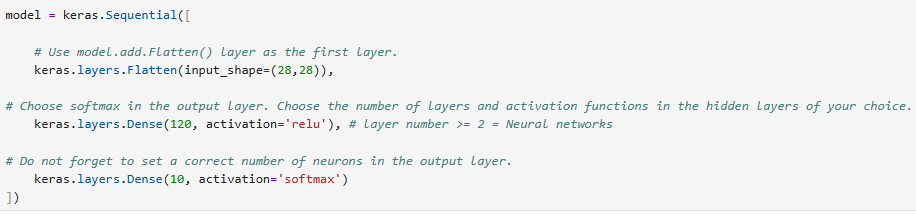 model = keras.Sequential([
# Use model.add.Flatten() layer as the first layer.
keras.layers.Flatten(input_shape=(28,28)),
# Choose softmax in the output layer. Choose the number of layers and activation functions in the hidden layers of your choice.
keras.layers.Dense(120, activation='relu'), # layer number >= 2 = Neural networks
# Do not forget to set a correct number of neurons in the output layer.
keras.layers.Dense(10, activation='softmax')
])